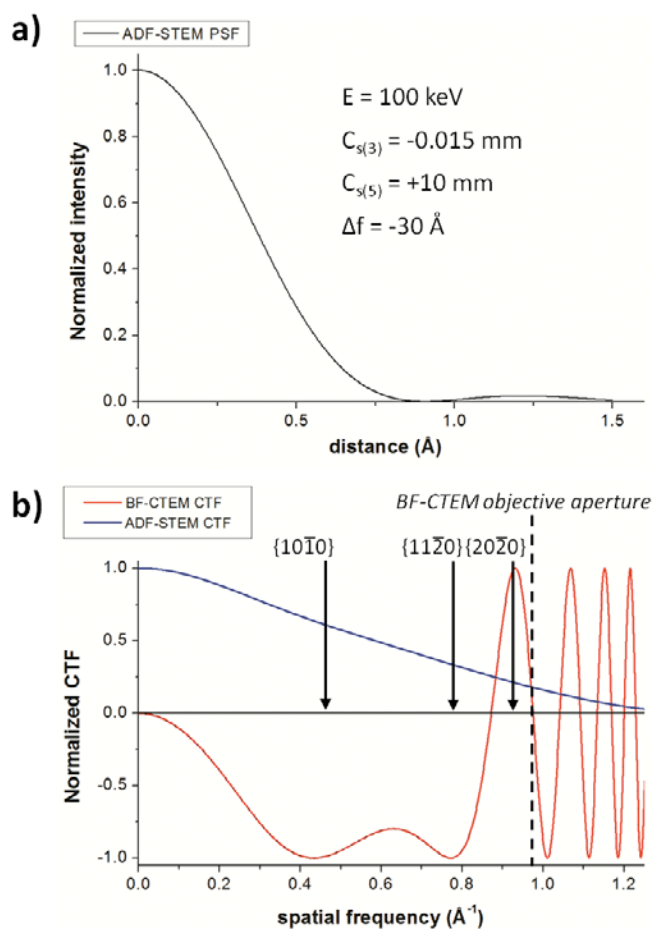 a)
ADF-STEM PSF
E = 100 keV
Cs(3) = -0.015 mm
Cs(5) = +10 mm
Δf = -30 Å
Normalized intensity
1.0
0.8
0.6
0.4
0.2
0.0
0.0 0.5 1.0 1.5
distance (Å)
b)
BF-CTEM CTF
ADF-STEM CTF
BF-CTEM objective aperture
{101̅0} {112̅0} {202̅0}
Normalized CTF
1.0
0.5
0.0
-0.5
-1.0
0.0 0.2 0.4 0.6 0.8 1.0 1.2
spatial frequency (Å⁻¹)